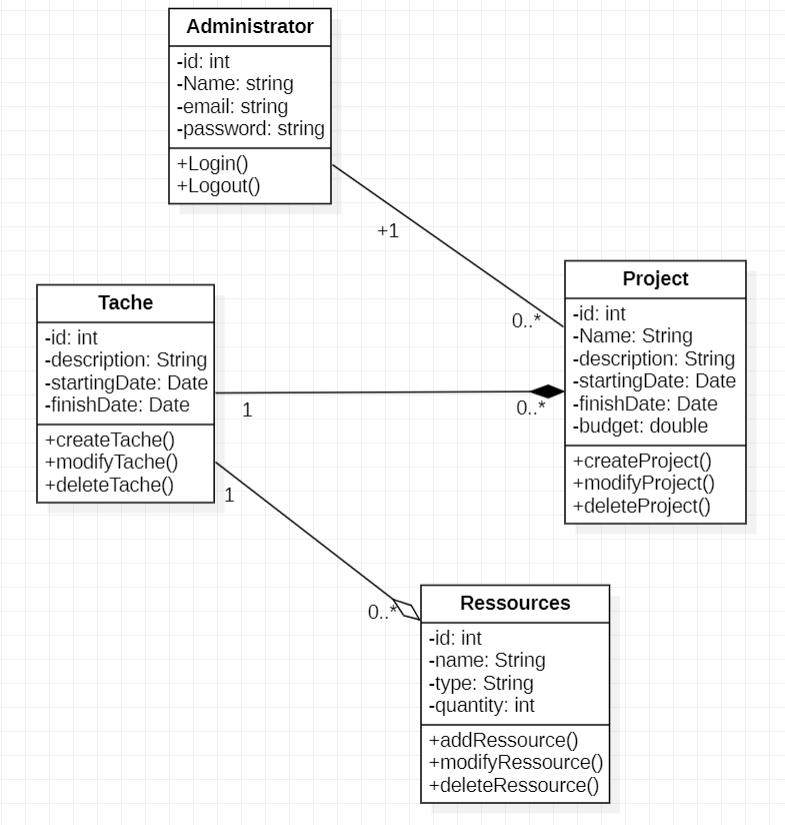 Administrator
-id: int
-Name: string
-email: string
-password: string
+Login()
+Logout()
+1
0..*
Project
-id: int
-Name: String
-description: String
-startingDate: Date
-finishDate: Date
-budget: double
+createProject()
+modifyProject()
+deleteProject()
Tache
-id: int
-description: String
-startingDate: Date
-finishDate: Date
+createTache()
+modifyTache()
+deleteTache()
1
0..*
1
0..*
Ressources
-id: int
-name: String
-type: String
-quantity: int
+addRessource()
+modifyRessource()
+deleteRessource()